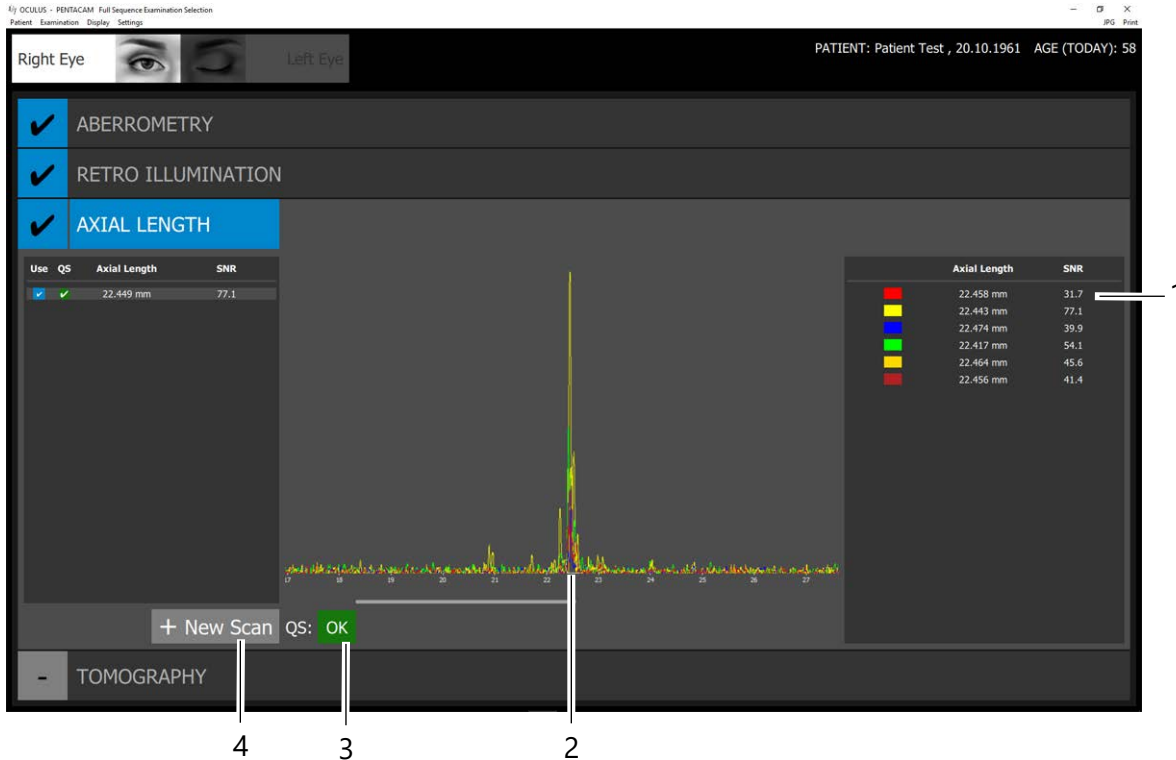 OCULUS - PENTACAM Full Sequence Examination Selection
Patient Examination Display Settings
JPG Print
Right Eye
Left Eye
PATIENT: Patient Test , 20.10.1961 AGE (TODAY): 58
ABERROMETRY
RETRO ILLUMINATION
AXIAL LENGTH
Use QS Axial Length SNR
22.449 mm 77.1
Axial Length SNR
22.458 mm 31.7
22.443 mm 77.1
22.474 mm 39.9
22.417 mm 54.1
22.464 mm 45.6
22.456 mm 41.4
1
17 18 19 20 21 22 23 24 25 26 27
+ New Scan QS: OK
- TOMOGRAPHY
4 3 2